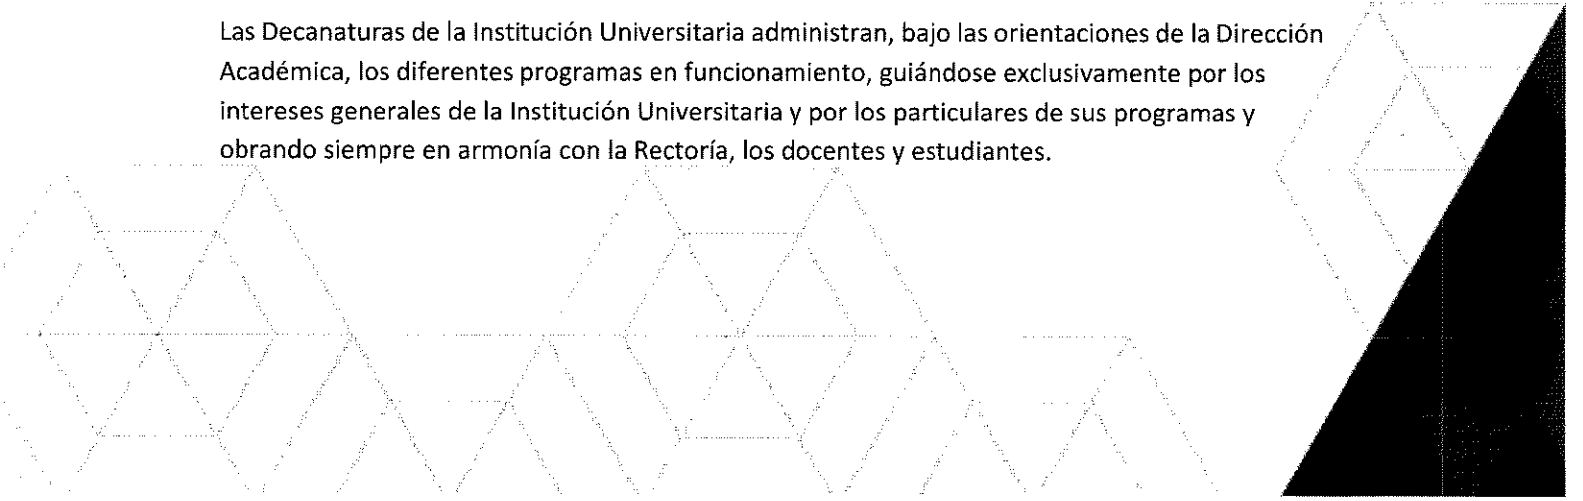 Las Decanaturas de la Institución Universitaria administran, bajo las orientaciones de la Dirección
Académica, los diferentes programas en funcionamiento, guiándose exclusivamente por los
intereses generales de la Institución Universitaria y por los particulares de sus programas y
obrando siempre en armonía con la Rectoría, los docentes y estudiantes.